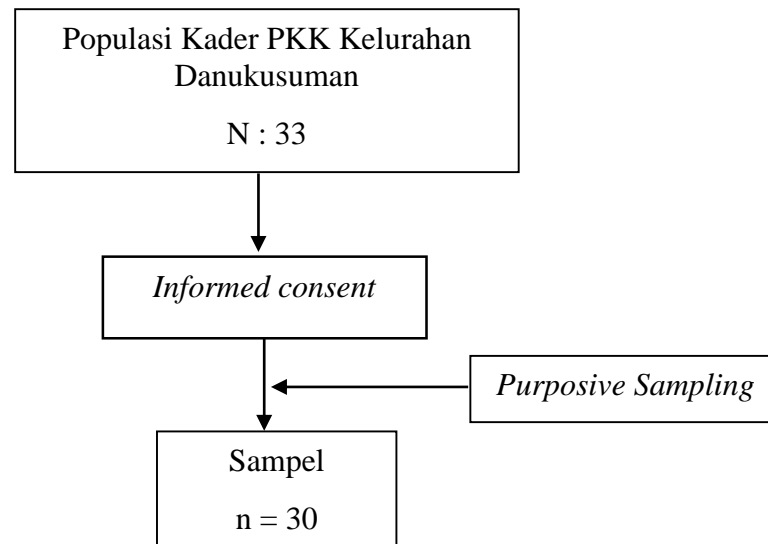 Populasi Kader PKK Kelurahan
Danukusuman
N : 33
Informed consent
Purposive Sampling
Sampel
n = 30